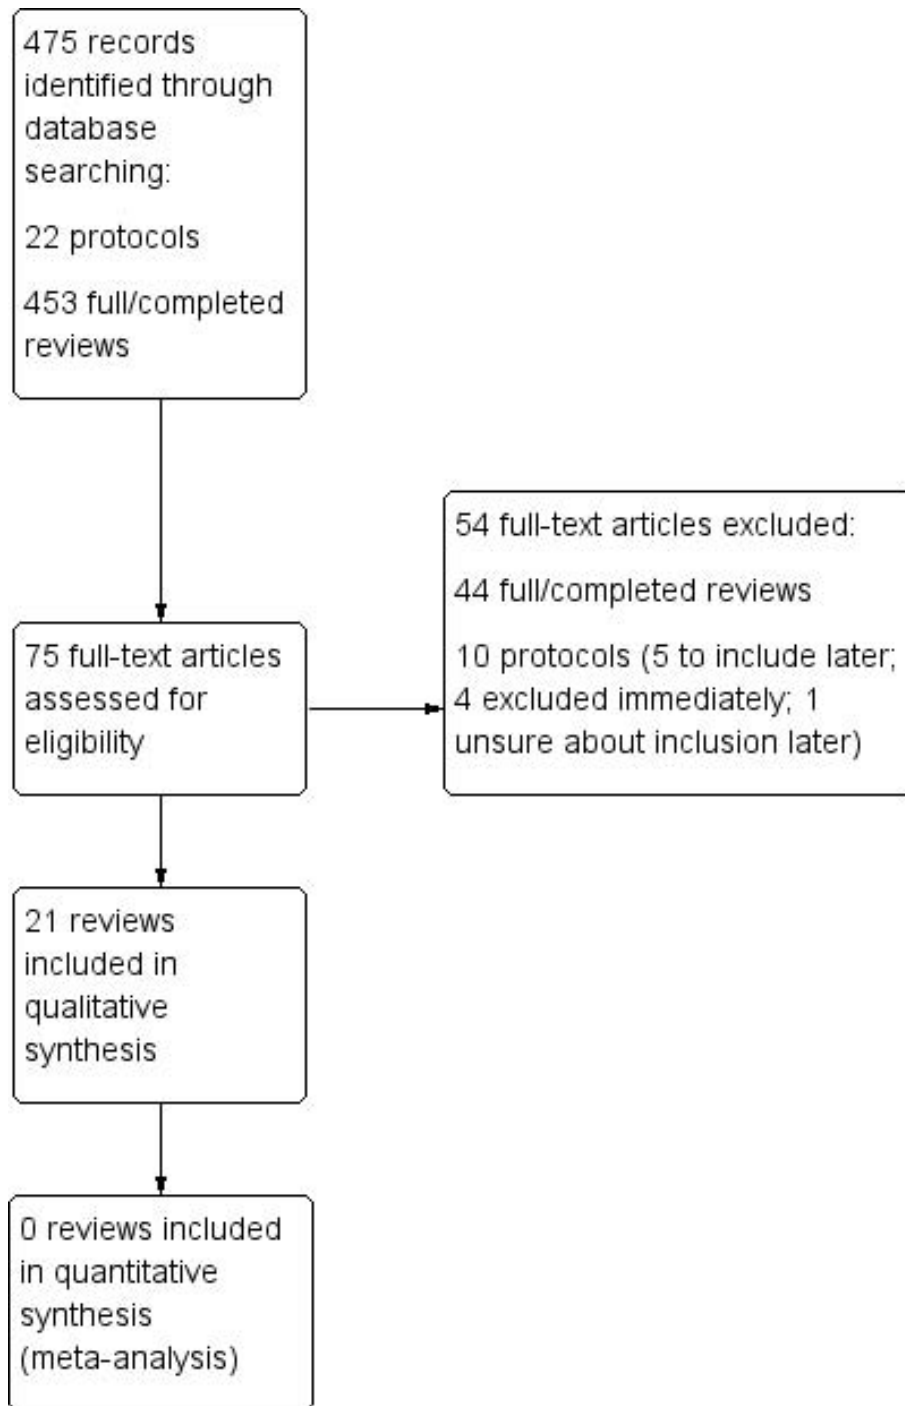 475 records
identified through
database
searching:
22 protocols
453 full/completed
reviews
54 full-text articles excluded:
44 full/completed reviews
10 protocols (5 to include later;
4 excluded immediately; 1
unsure about inclusion later)
75 full-text articles
assessed for
eligibility
21 reviews
included in
qualitative
synthesis
0 reviews included
in quantitative
synthesis
(meta-analysis)